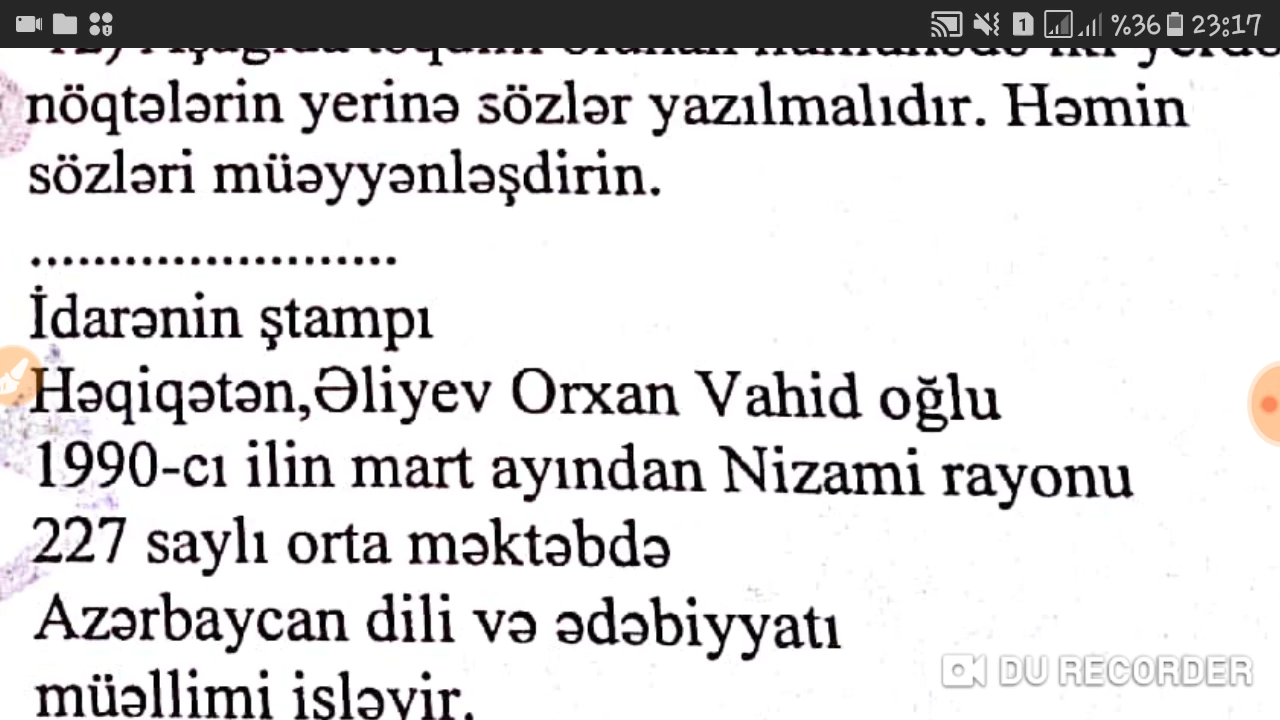 1 %36 23:17
nöqtələrin yerinə sözlər yazılmalıdır. Həmin
sözləri müəyyənləşdirin.
........................
İdarənin ştampı
Həqiqətən,Əliyev Orxan Vahid oğlu
1990-cı ilin mart ayından Nizami rayonu
227 saylı orta məktəbdə
Azərbaycan dili və ədəbiyyatı
müəllimi işləyir.
DU RECORDER